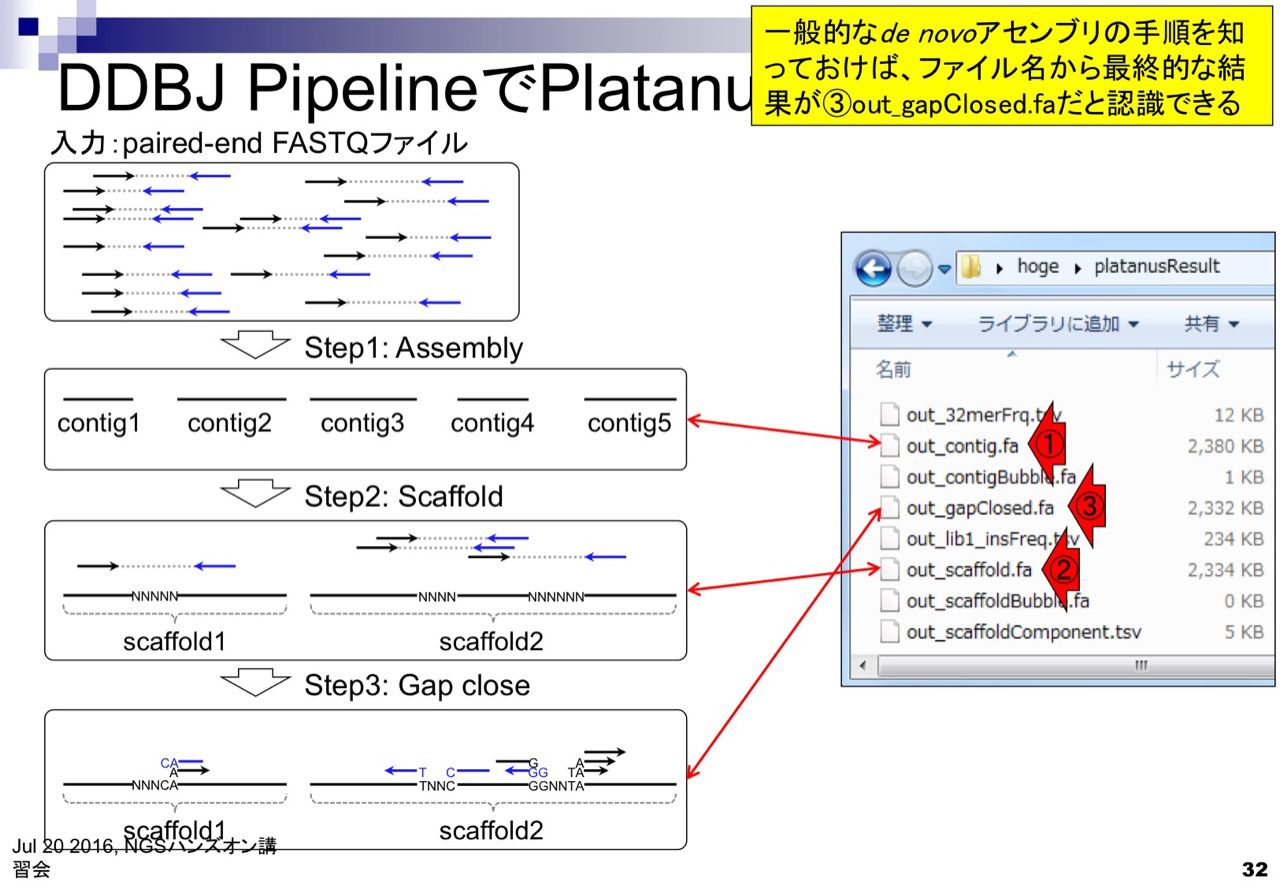 DDBJ PipelineでPlatanu
一般的なde novoアセンブリの手順を知
っておけば、ファイル名から最終的な結
果が③out_gapClosed.faだと認識できる
入力：paired-end FASTQファイル
Step1: Assembly
contig1 contig2 contig3 contig4 contig5
Step2: Scaffold
NNNNN NNNN NNNNNN
scaffold1 scaffold2
Step3: Gap close
CA T C G A
A GG TA
NNNCA TNNC GGNNTA
scaffold1 scaffold2
hoge platanusResult
整理 ライブラリに追加 共有
名前 サイズ
out_32merFrq.tsv 12 KB
out_contig.fa ① 2,380 KB
out_contigBubble.fa 1 KB
out_gapClosed.fa ③ 2,332 KB
out_lib1_insFreq.tsv 234 KB
out_scaffold.fa ② 2,334 KB
out_scaffoldBubble.fa 0 KB
out_scaffoldComponent.tsv 5 KB
Jul 20 2016, NGSハンズオン講
習会
32